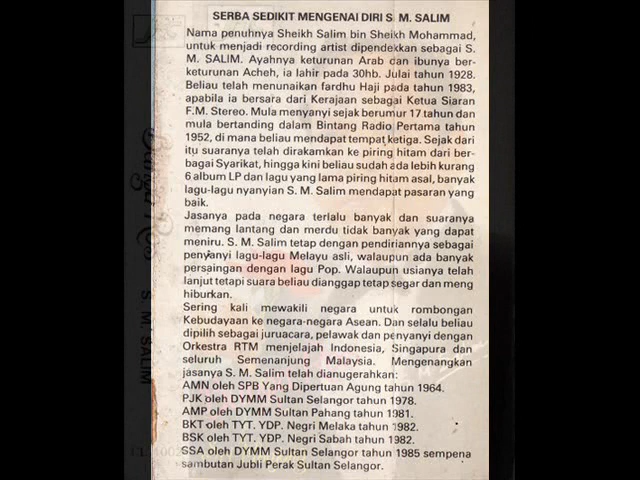 SERBA SEDIKIT MENGENAI DIRI S. M. SALIM
Nama penuhnya Sheikh Salim bin Sheikh Mohammad,
untuk menjadi recording artist dipendekkan sebagai S.
M. SALIM. Ayahnya keturunan Arab dan ibunya ber-
keturunan Acheh, ia lahir pada 30hb. Julai tahun 1928.
Beliau telah menunaikan fardhu Haji pada tahun 1983,
apabila ia bersara dari Kerajaan sebagai Ketua Siaran
F.M. Stereo. Mula menyanyi sejak berumur 17 tahun dan
mula bertanding dalam Bintang Radio Pertama tahun
1952, di mana beliau mendapat tempat ketiga. Sejak dari
itu suaranya telah dirakamkan ke piring hitam dari ber-
bagai Syarikat, hingga kini beliau sudah ada lebih kurang
6 album LP dan lagu yang lama piring hitam asal, banyak
lagu-lagu nyanyian S. M. Salim mendapat pasaran yang
baik.
Jasanya pada negara terlalu banyak dan suaranya
memang lantang dan merdu tidak banyak yang dapat
meniru. S. M. Salim tetap dengan pendiriannya sebagai
penyanyi lagu-lagu Melayu asli, walaupun ada banyak
persaingan dengan lagu Pop. Walaupun usianya telah
lanjut tetapi suara beliau dianggap tetap segar dan meng
hiburkan.
Sering kali mewakili negara untuk rombongan
Kebudayaan ke negara-negara Asean. Dan selalu beliau
dipilih sebagai juruacara, pelawak dan penyanyi dengan
Orkestra RTM menjelajah Indonesia, Singapura dan
seluruh Semenanjung Malaysia. Mengenangkan
jasanya S. M. Salim telah dianugerahkan:
AMN oleh SPB Yang Dipertuan Agung tahun 1964.
PJK oleh DYMM Sultan Selangor tahun 1978.
AMP oleh DYMM Sultan Pahang tahun 1981.
BKT oleh TYT. YDP. Negri Melaka tahun 1982.
BSK oleh TYT. YDP. Negri Sabah tahun 1982.
SSA oleh DYMM Sultan Selangor tahun 1985 sempena
sambutan Jubli Perak Sultan Selangor.
S. M. SALIM